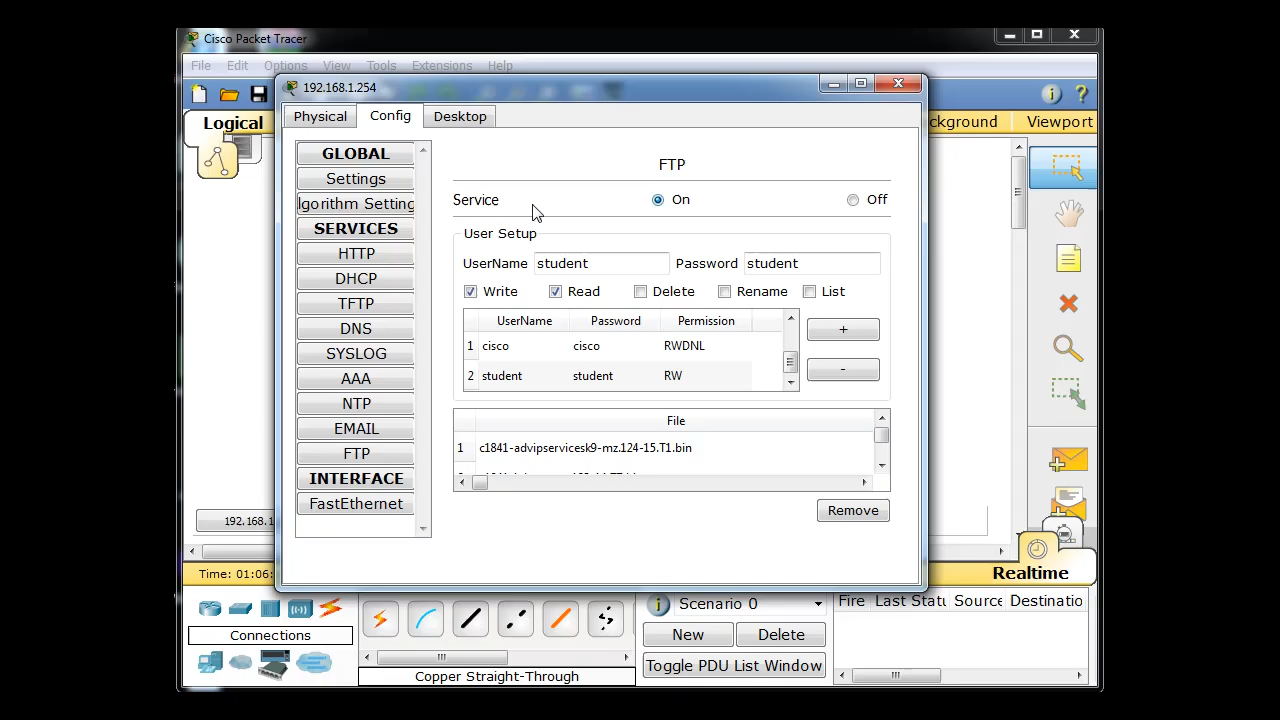 Cisco Packet Tracer
File Edit Options View Tools Extensions Help
192.168.1.254
Physical Config Desktop
Logical
ckground Viewport
GLOBAL
Settings
lgorithm Setting
SERVICES
HTTP
DHCP
TFTP
DNS
SYSLOG
AAA
NTP
EMAIL
FTP
INTERFACE
FastEthernet
FTP
Service On Off
User Setup
UserName student Password student
Write Read Delete Rename List
UserName Password Permission
1 cisco cisco RWDNL
2 student student RW
+
-
File
1 c1841-advipservicesk9-mz.124-15.T1.bin
Remove
192.168.1
Time: 01:06: Realtime
Connections
Copper Straight-Through
Scenario 0
New Delete
Toggle PDU List Window
Fire Last Statu Source Destinatio